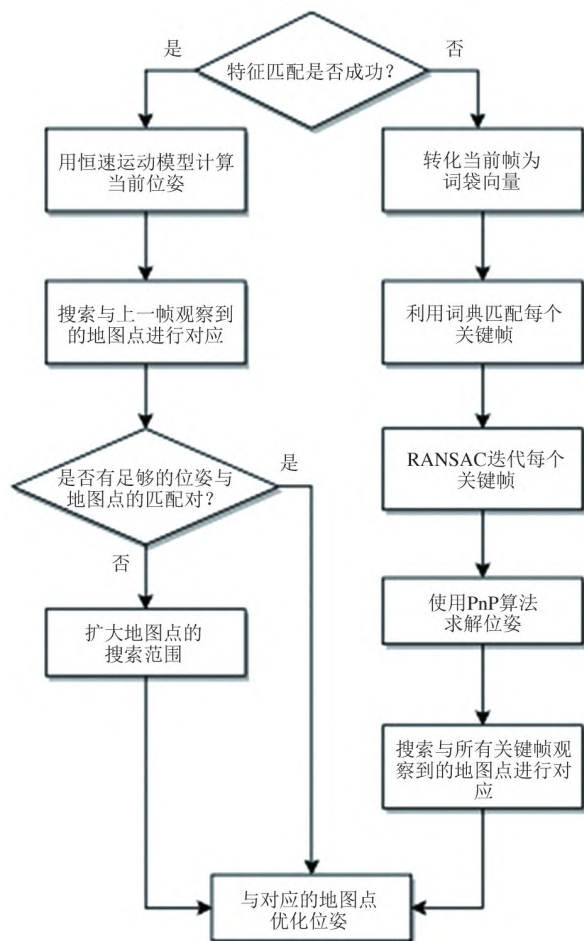 是
否
特征匹配是否成功？
用恒速运动模型计算
当前位姿
转化当前帧为
词袋向量
搜索与上一帧观察到
的地图点进行对应
利用词典匹配每个
关键帧
是否有足够的位姿与
地图点的匹配对？
是
RANSAC迭代每个
关键帧
否
扩大地图点的
搜索范围
使用PnP算法
求解位姿
搜索与所有关键帧观
察到的地图点进行对
应
与对应的地图点
优化位姿